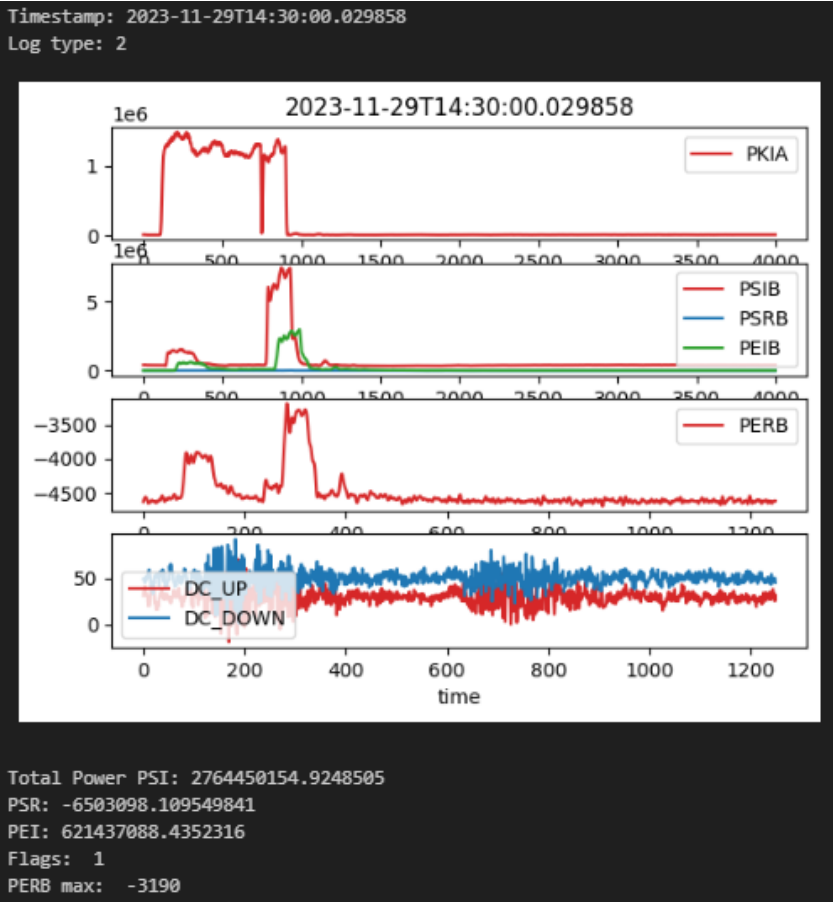 Timestamp: 2023-11-29T14:30:00.029858
Log type: 2
2023-11-29T14:30:00.029858
1e6
PKIA
1
0
0 500 1000 1500 2000 2500 3000 3500 4000
1e6
PSIB
PSRB
PEIB
5
0
0 500 1000 1500 2000 2500 3000 3500 4000
PERB
−3500
−4000
−4500
0 200 400 600 800 1000 1200
50
0
DC_UP
DC_DOWN
0 200 400 600 800 1000 1200
time
Total Power PSI: 2764450154.9248505
PSR: -6503098.109549841
PEI: 621437088.4352316
Flags:  1
PERB max:  -3190